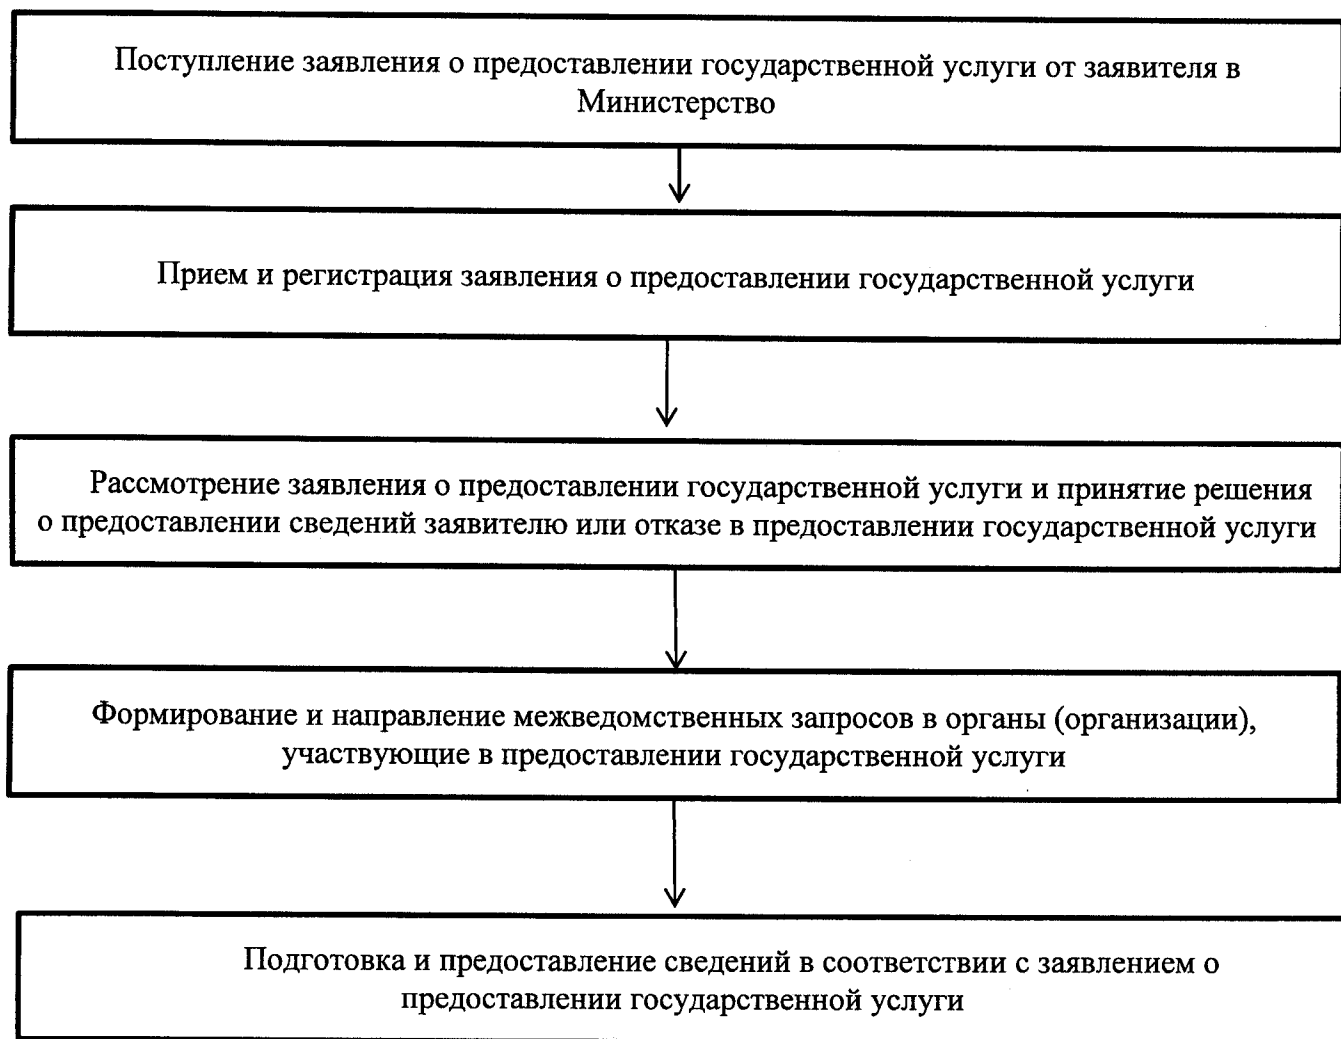 Поступление заявления о предоставлении государственной услуги от заявителя в
Министерство
Прием и регистрация заявления о предоставлении государственной услуги
Рассмотрение заявления о предоставлении государственной услуги и принятие решения
о предоставлении сведений заявителю или отказе в предоставлении государственной услуги
Формирование и направление межведомственных запросов в органы (организации),
участвующие в предоставлении государственной услуги
Подготовка и предоставление сведений в соответствии с заявлением о
предоставлении государственной услуги